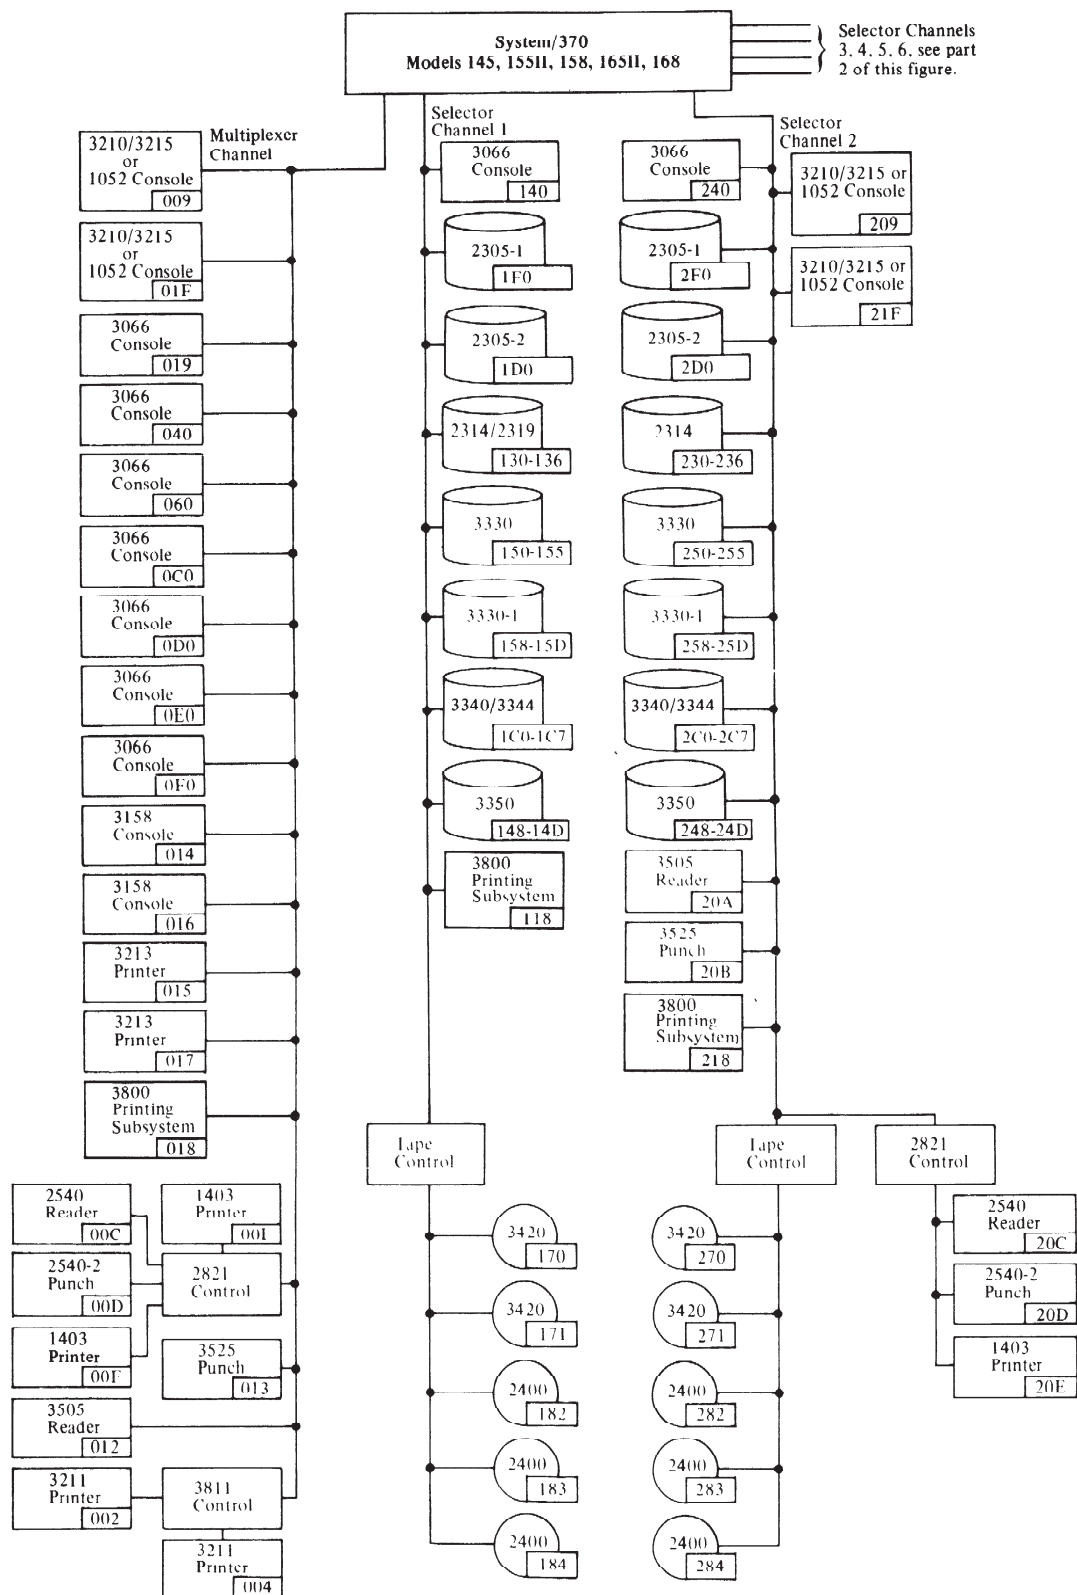 System/370
Models 145, 155II, 158, 165II, 168
Selector Channels
3, 4, 5, 6, see part
2 of this figure.
Multiplexer
Channel
3210/3215
or
1052 Console
009
3210/3215
or
1052 Console
01F
3066
Console
019
3066
Console
040
3066
Console
060
3066
Console
0C0
3066
Console
0D0
3066
Console
0E0
3066
Console
0F0
3158
Console
014
3158
Console
016
3213
Printer
015
3213
Printer
017
3800
Printing
Subsystem
018
2540
Reader
00C
1403
Printer
2540-2
Punch
00D
2821
Control
1403
Printer
3525
Punch
013
3505
Reader
012
3211
Printer
002
3811
Control
3211
Printer
004
Selector
Channel 1
3066
Console
140
2305-1
1F0
2305-2
1D0
2314/2319
130-136
3330
150-155
3330-1
158-15D
3340/3344
1C0-1C7
3350
148-14D
3800
Printing
Subsystem
118
Tape
Control
3420
170
3420
171
2400
182
2400
183
2400
184
Selector
Channel 2
3066
Console
240
3210/3215 or
1052 Console
209
2305-1
2F0
3210/3215 or
1052 Console
21F
2305-2
2D0
2314
230-236
3330
250-255
3330-1
258-25D
3340/3344
2C0-2C7
3350
248-24D
3505
Reader
20A
3525
Punch
20B
3800
Printing
Subsystem
218
Tape
Control
3420
270
3420
271
2400
282
2400
283
2400
284
2821
Control
2540
Reader
20C
2540-2
Punch
20D
1403
Printer
20E